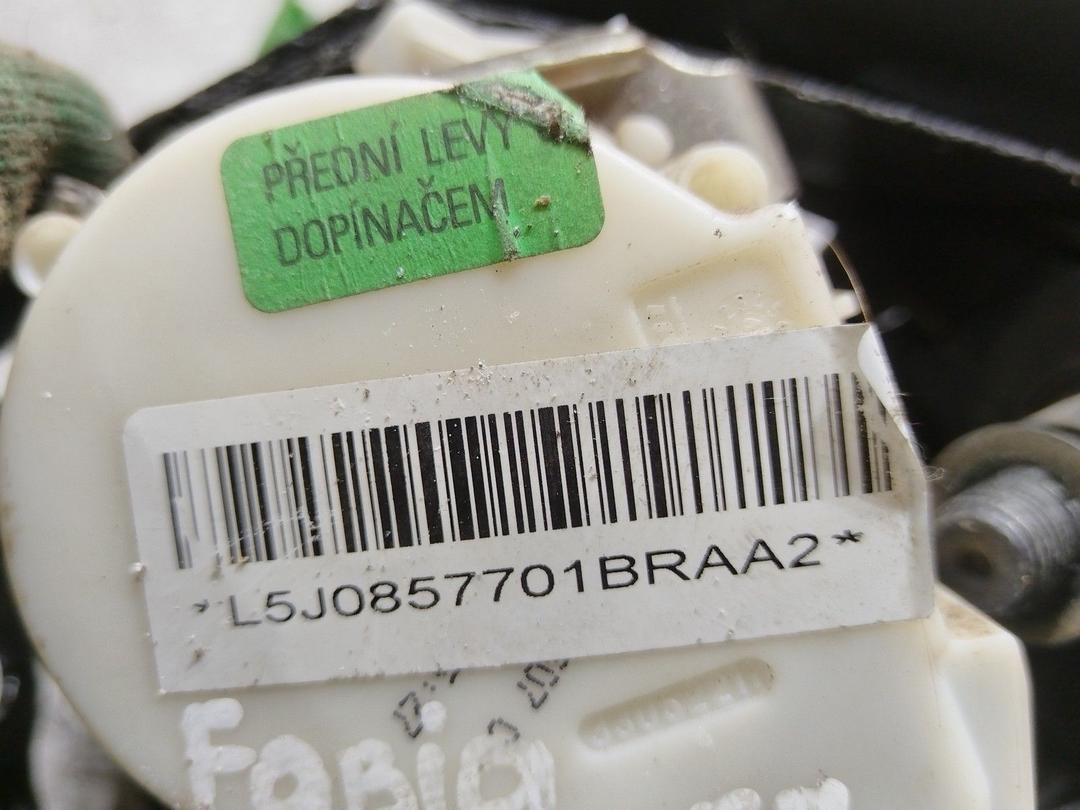 PŘEDNÍ LEVÝ
DOPÍNAČEM
*L5J0857701BRAA2*
Fabia